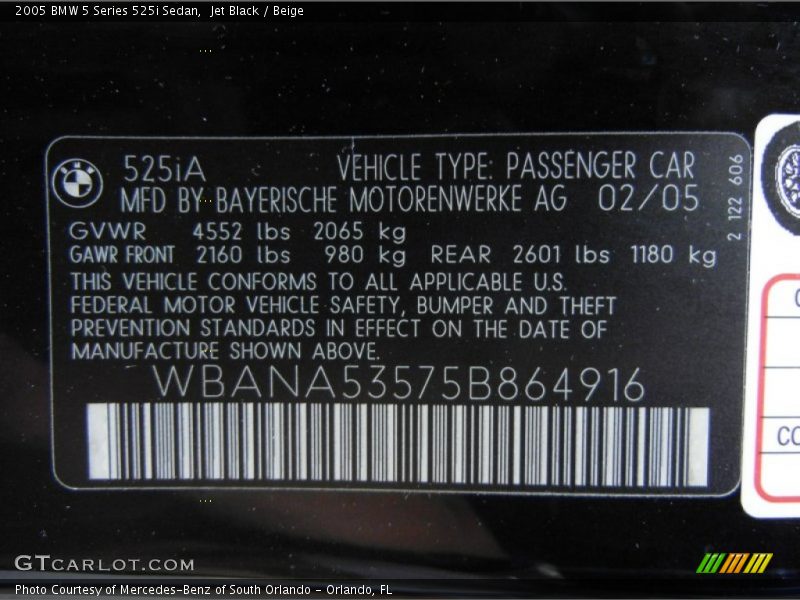 2005 BMW 5 Series 525i Sedan,  Jet Black / Beige
525iA VEHICLE TYPE: PASSENGER CAR
MFD BY BAYERISCHE MOTORENWERKE AG 02/05
GVWR 4552 lbs 2065 kg
GAWR FRONT 2160 lbs 980 kg REAR 2601 lbs 1180 kg
THIS VEHICLE CONFORMS TO ALL APPLICABLE U.S.
FEDERAL MOTOR VEHICLE SAFETY, BUMPER AND THEFT
PREVENTION STANDARDS IN EFFECT ON THE DATE OF
MANUFACTURE SHOWN ABOVE.
WBANA53575B864916
2 122 606
CO
GTCARLOT.COM
Photo Courtesy of Mercedes-Benz of South Orlando - Orlando, FL